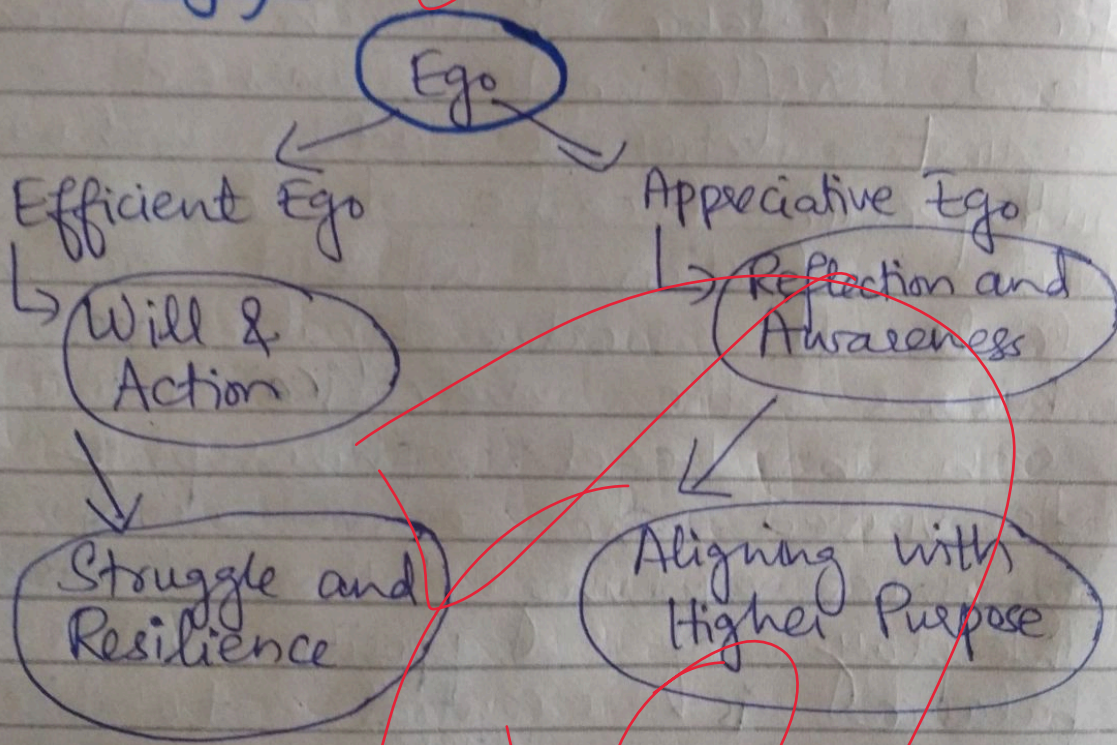 Ego
Efficient Ego
Appreciative Ego
Will &
Action
Reflection and
Awareness
Struggle and
Resilience
Aligning with
Higher Purpose